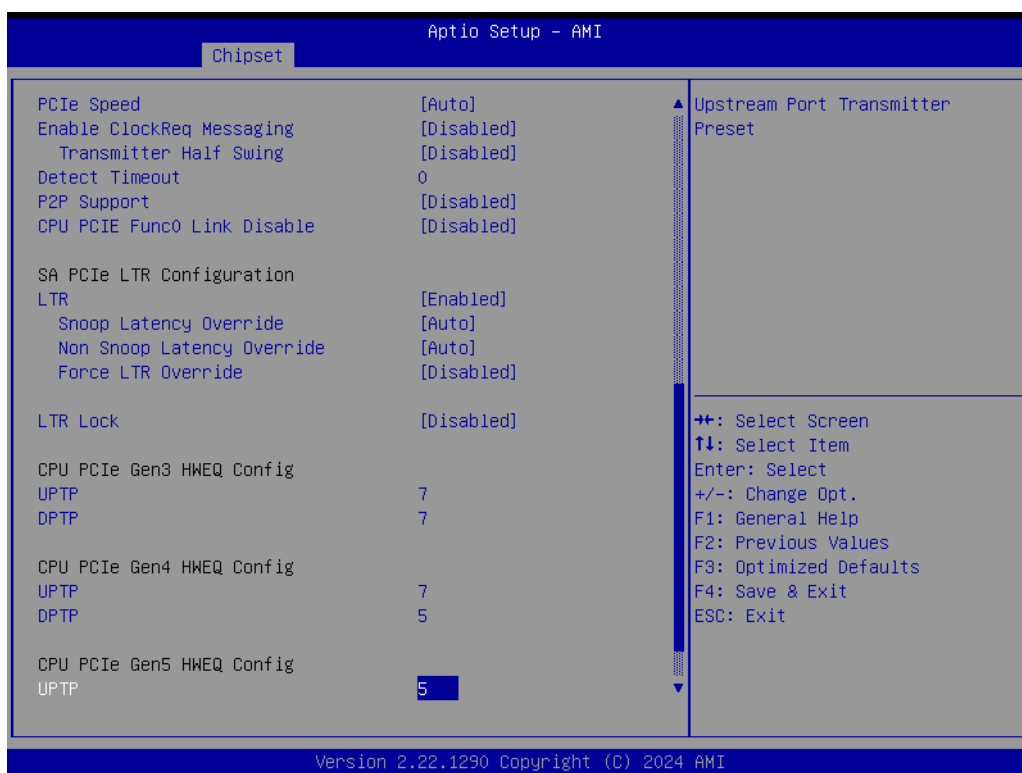 Aptio Setup – AMI
Chipset
PCIe Speed [Auto]
Enable ClockReq Messaging [Disabled]
Transmitter Half Swing [Disabled]
Detect Timeout 0
P2P Support [Disabled]
CPU PCIE Func0 Link Disable [Disabled]
SA PCIe LTR Configuration
LTR [Enabled]
Snoop Latency Override [Auto]
Non Snoop Latency Override [Auto]
Force LTR Override [Disabled]
LTR Lock [Disabled]
CPU PCIe Gen3 HWEQ Config
UPTP 7
DPTP 7
CPU PCIe Gen4 HWEQ Config
UPTP 7
DPTP 5
CPU PCIe Gen5 HWEQ Config
UPTP 5
Upstream Port Transmitter
Preset
→←: Select Screen
↑↓: Select Item
Enter: Select
+/-: Change Opt.
F1: General Help
F2: Previous Values
F3: Optimized Defaults
F4: Save & Exit
ESC: Exit
Version 2.22.1290 Copyright (C) 2024 AMI